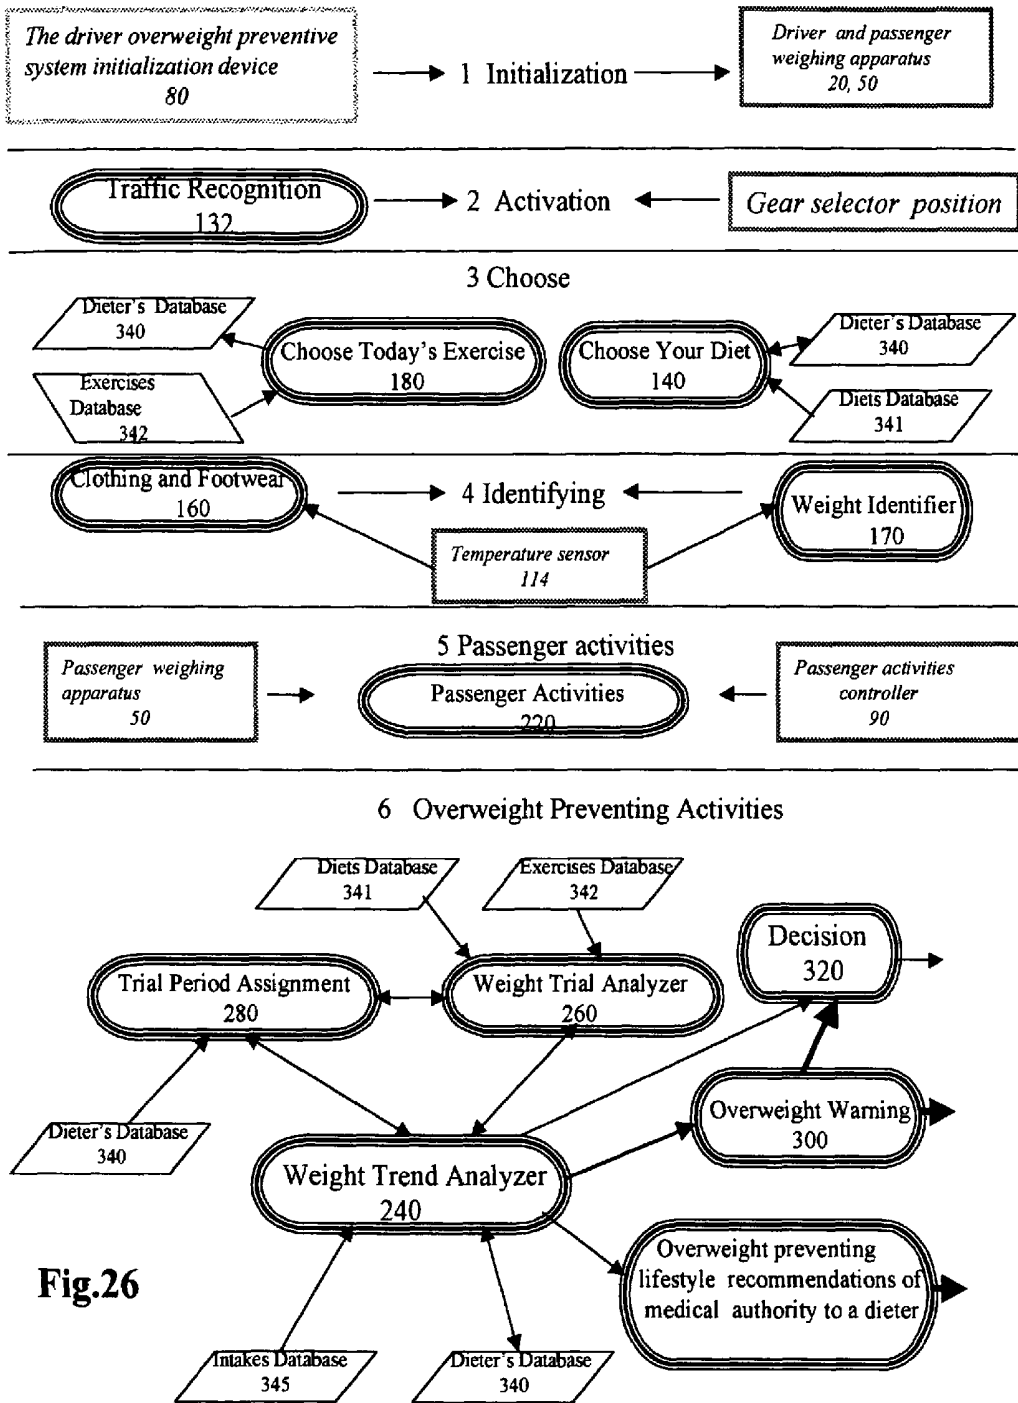 The driver overweight preventive
system initialization device
80
1 Initialization
Driver and passenger
weighing apparatus
20, 50
Traffic Recognition
132
2 Activation
Gear selector position
3 Choose
Dieter's Database
340
Choose Today's Exercise
180
Exercises
Database
342
Choose Your Diet
140
Dieter's Database
340
Diets Database
341
Clothing and Footwear
160
4 Identifying
Weight Identifier
170
Temperature sensor
114
5 Passenger activities
Passenger weighing
apparatus
50
Passenger Activities
220
Passenger activities
controller
90
6 Overweight Preventing Activities
Diets Database
341
Exercises Database
342
Decision
320
Trial Period Assignment
280
Weight Trial Analyzer
260
Overweight Warning
300
Dieter's Database
340
Weight Trend Analyzer
240
Overweight preventing
lifestyle recommendations of
medical authority to a dieter
Fig.26
Intakes Database
345
Dieter's Database
340